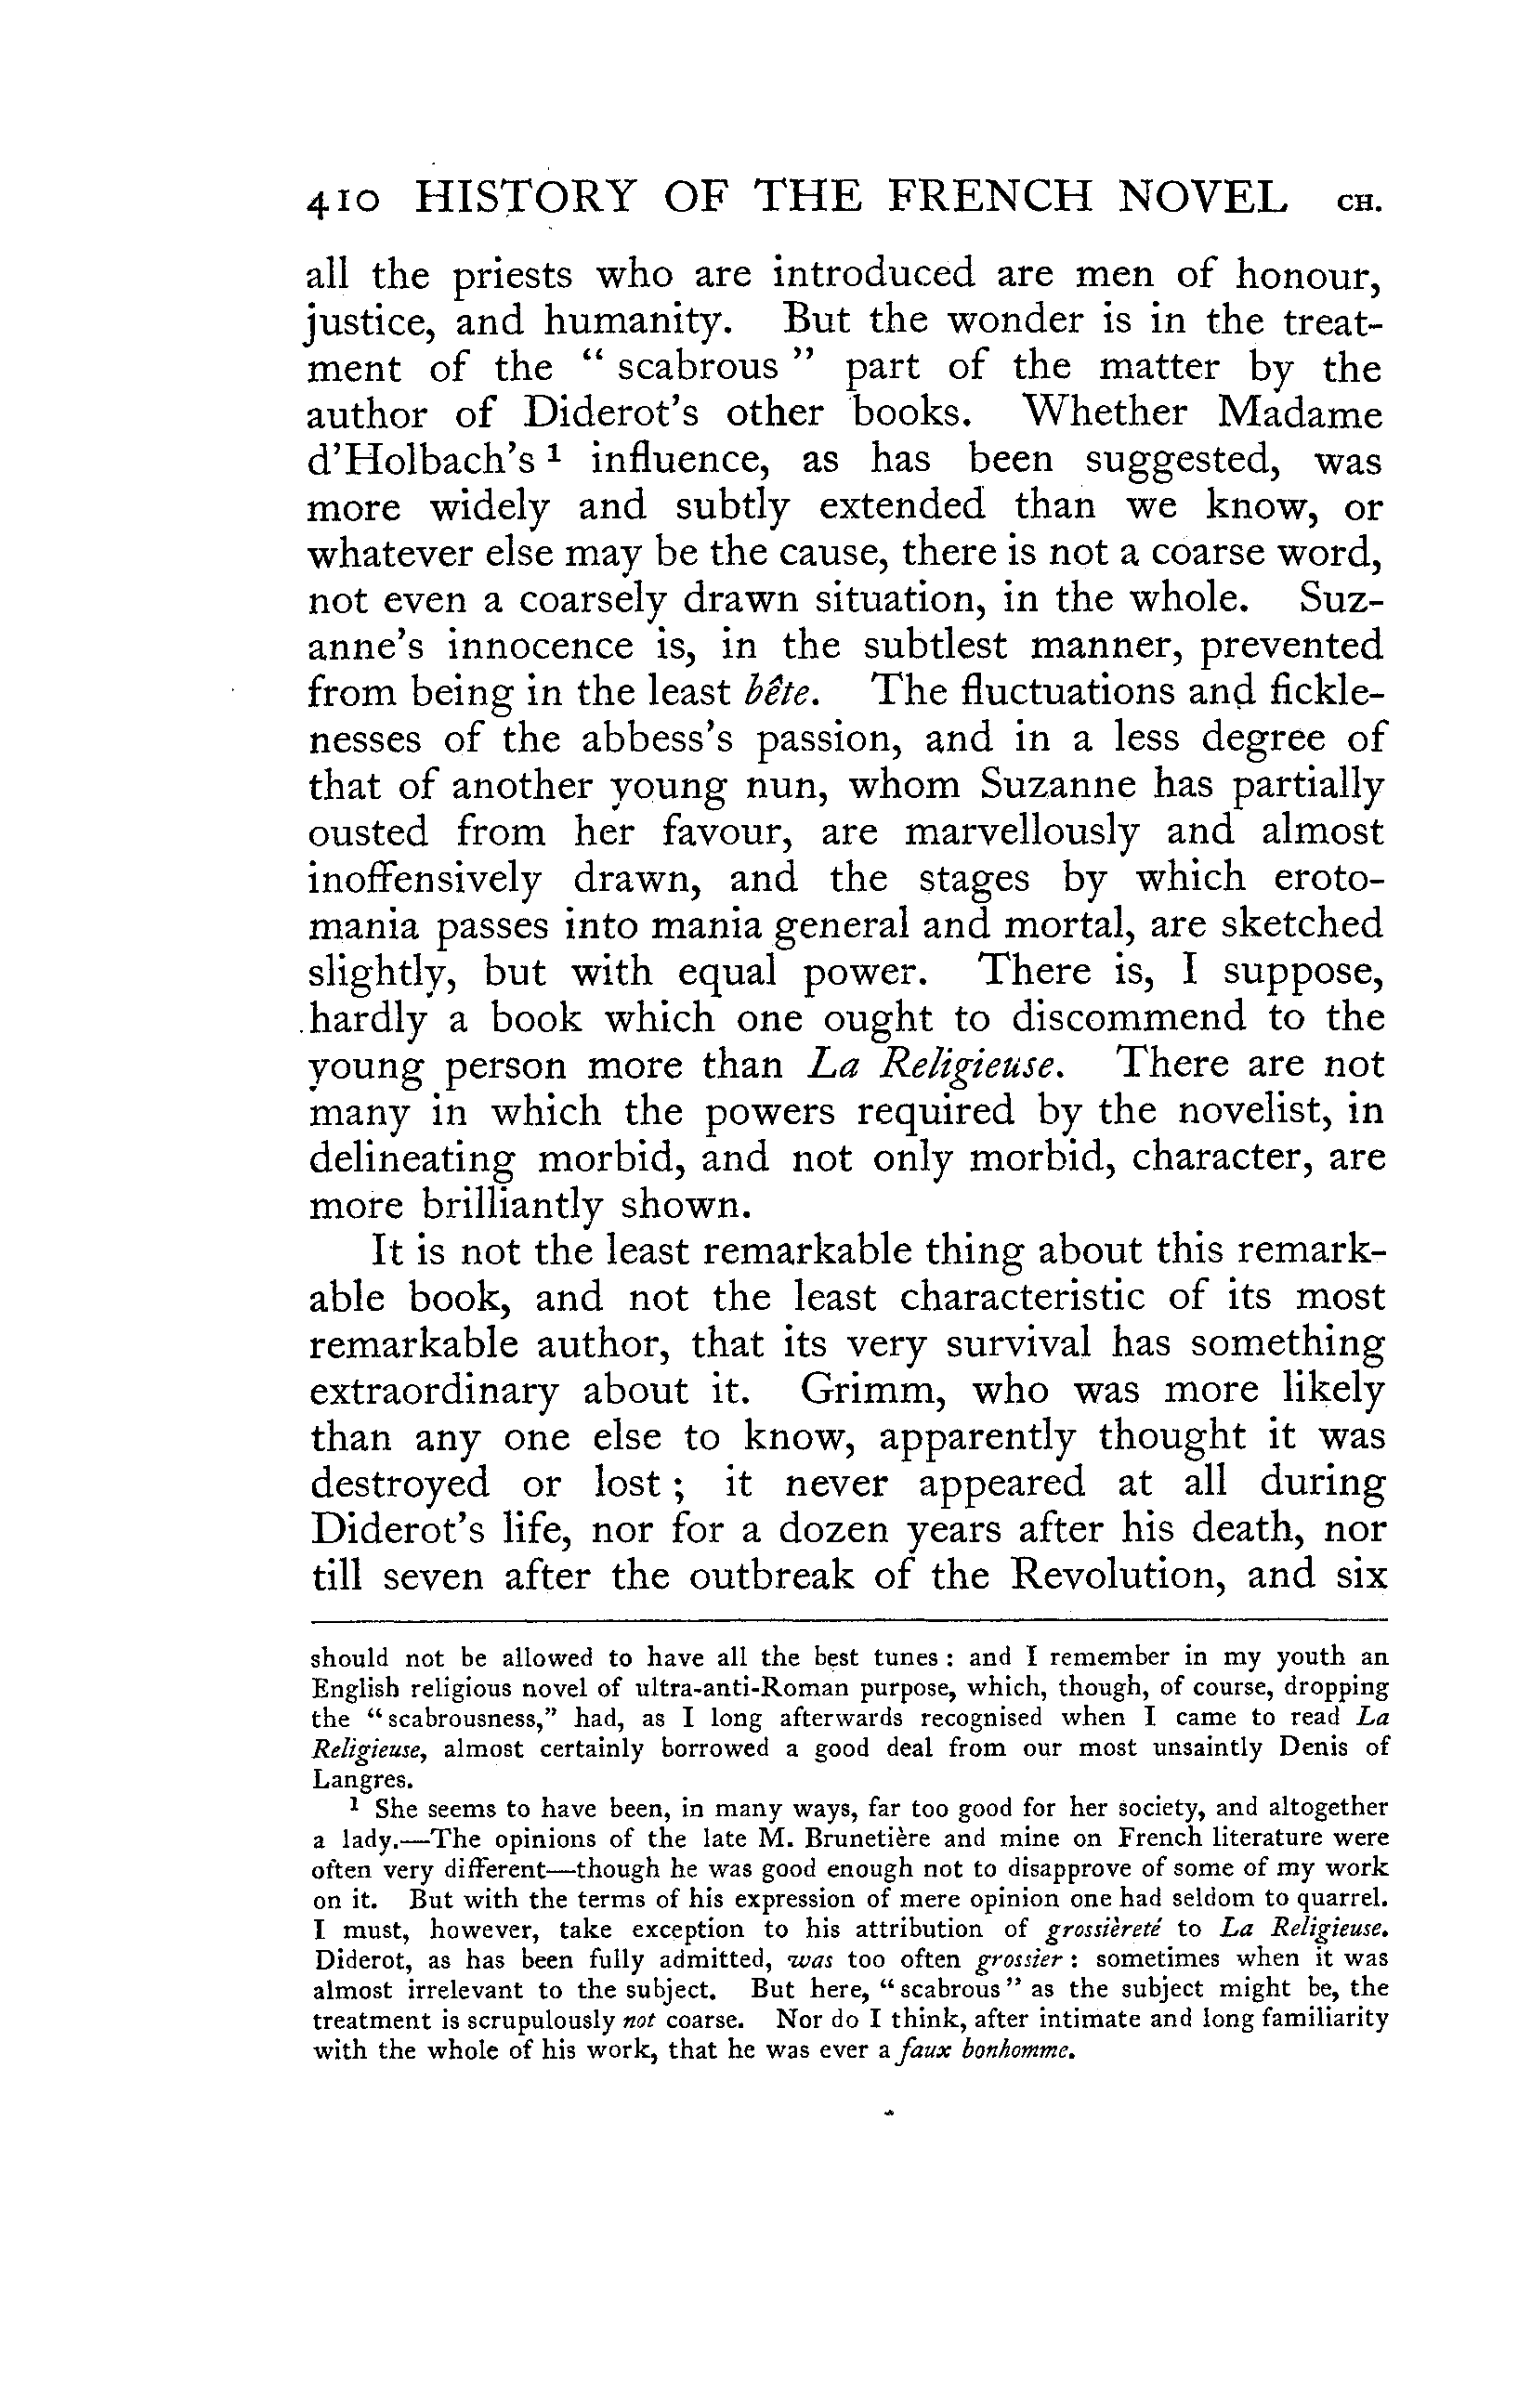 410 HISTORY OF THE FRENCH NOVEL CH.
all the priests who are introduced are men of honour,
justice, and humanity. But the wonder is in the treat-
ment of the “ scabrous ” part of the matter by the
author of Diderot’s other books. Whether Madame
d’Holbach’s ¹ influence, as has been suggested, was
more widely and subtly extended than we know, or
whatever else may be the cause, there is not a coarse word,
not even a coarsely drawn situation, in the whole. Suz-
anne’s innocence is, in the subtlest manner, prevented
from being in the least bête. The fluctuations and fickle-
nesses of the abbess’s passion, and in a less degree of
that of another young nun, whom Suzanne has partially
ousted from her favour, are marvellously and almost
inoffensively drawn, and the stages by which eroto-
mania passes into mania general and mortal, are sketched
slightly, but with equal power. There is, I suppose,
hardly a book which one ought to discommend to the
young person more than La Religieuse. There are not
many in which the powers required by the novelist, in
delineating morbid, and not only morbid, character, are
more brilliantly shown.
It is not the least remarkable thing about this remark-
able book, and not the least characteristic of its most
remarkable author, that its very survival has something
extraordinary about it. Grimm, who was more likely
than any one else to know, apparently thought it was
destroyed or lost ; it never appeared at all during
Diderot’s life, nor for a dozen years after his death, nor
till seven after the outbreak of the Revolution, and six
should not be allowed to have all the best tunes : and I remember in my youth an
English religious novel of ultra-anti-Roman purpose, which, though, of course, dropping
the “scabrousness,” had, as I long afterwards recognised when I came to read La
Religieuse, almost certainly borrowed a good deal from our most unsaintly Denis of
Langres.
¹ She seems to have been, in many ways, far too good for her society, and altogether
a lady.—The opinions of the late M. Brunetière and mine on French literature were
often very different—though he was good enough not to disapprove of some of my work
on it. But with the terms of his expression of mere opinion one had seldom to quarrel.
I must, however, take exception to his attribution of grossièreté to La Religieuse.
Diderot, as has been fully admitted, was too often grossier : sometimes when it was
almost irrelevant to the subject. But here, “scabrous” as the subject might be, the
treatment is scrupulously not coarse. Nor do I think, after intimate and long familiarity
with the whole of his work, that he was ever a faux bonhomme.